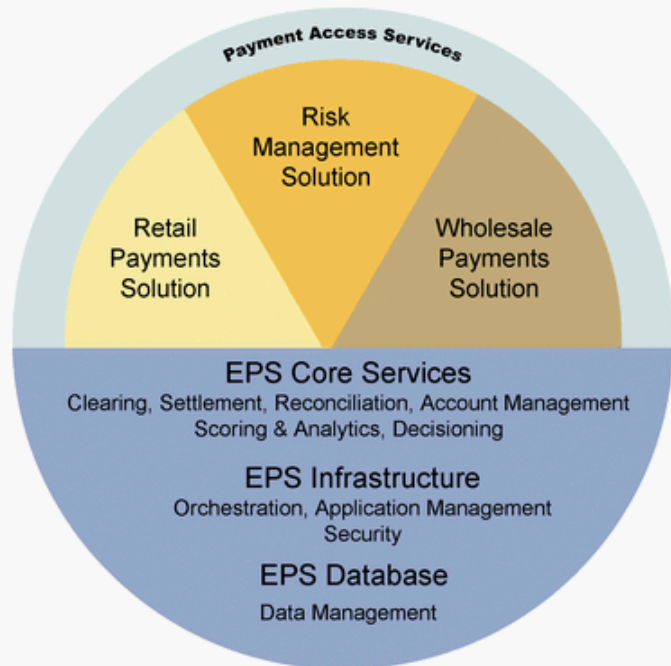 Payment Access Services
Risk
Management
Solution
Retail
Payments
Solution
Wholesale
Payments
Solution
EPS Core Services
Clearing, Settlement, Reconciliation, Account Management
Scoring & Analytics, Decisioning
EPS Infrastructure
Orchestration, Application Management
Security
EPS Database
Data Management